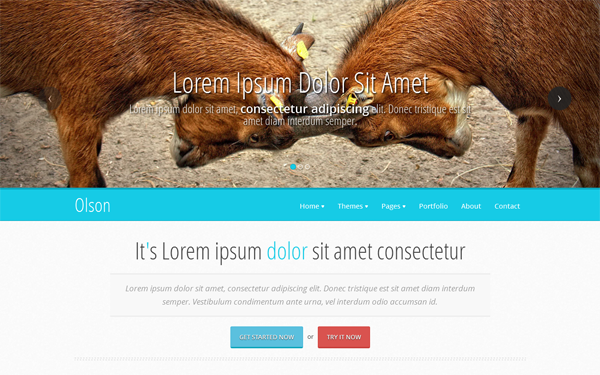 Lorem Ipsum Dolor Sit Amet
Lorem ipsum dolor sit amet, consectetur adipiscing elit. Donec tristique est sit
amet diam interdum semper.
Olson
Home Themes Pages Portfolio About Contact
It's Lorem ipsum dolor sit amet consectetur
Lorem ipsum dolor sit amet, consectetur adipiscing elit. Donec tristique est sit amet diam interdum
semper. Vestibulum condimentum ante urna, vel interdum odio accumsan id.
GET STARTED NOW or TRY IT NOW